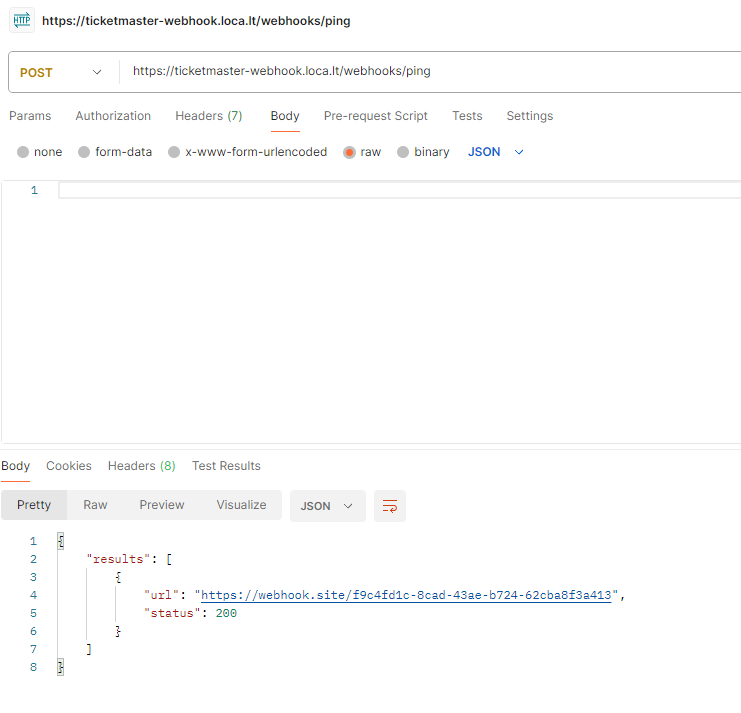 HTTP https://ticketmaster-webhook.loca.lt/webhooks/ping
POST https://ticketmaster-webhook.loca.lt/webhooks/ping
Params Authorization Headers (7) Body Pre-request Script Tests Settings
none form-data x-www-form-urlencoded raw binary JSON
1
Body Cookies Headers (8) Test Results
Pretty Raw Preview Visualize JSON
1 {
2 "results": [
3 {
4 "url": "https://webhook.site/f9c4fd1c-8cad-43ae-b724-62cba8f3a413",
5 "status": 200
6 }
7 ]
8 }